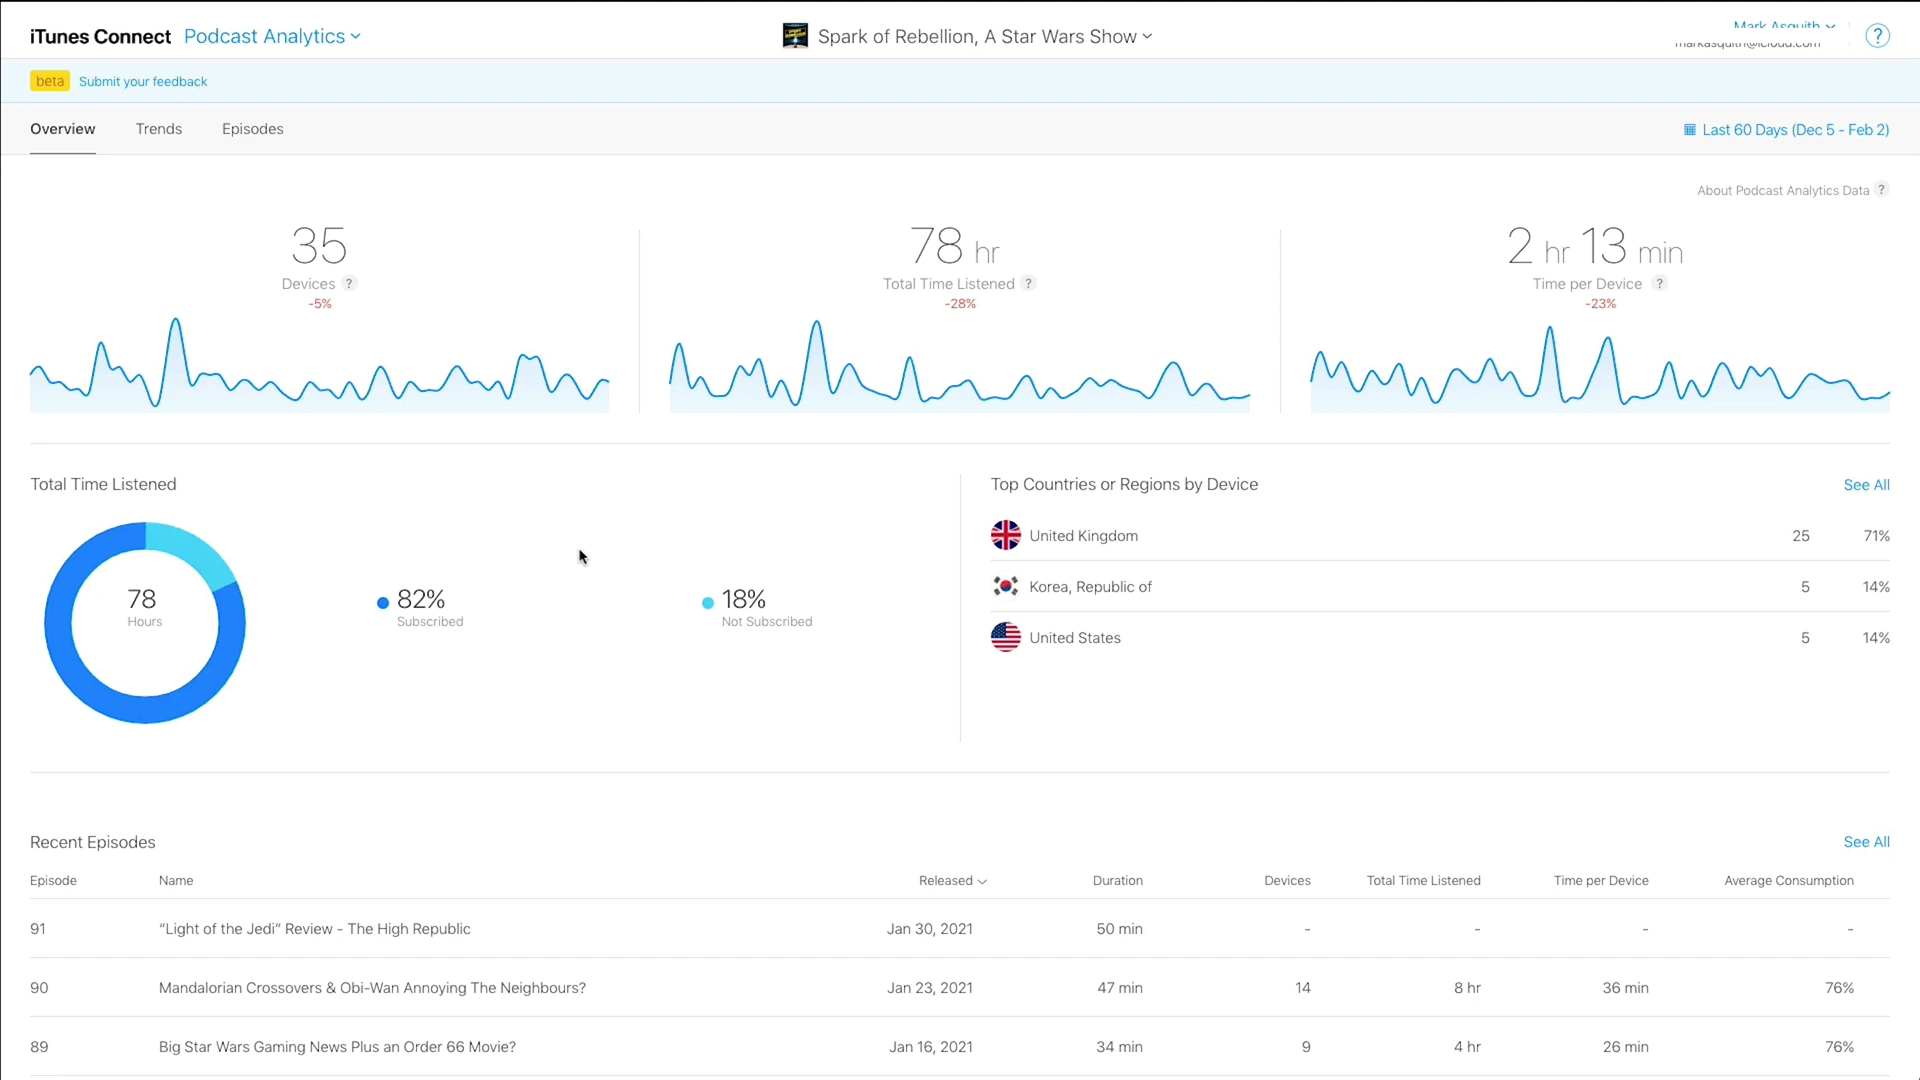 iTunes Connect Podcast Analytics
Spark of Rebellion, A Star Wars Show
Mark Asquith
markasquith@icloud.com
?
beta Submit your feedback
Overview Trends Episodes
Last 60 Days (Dec 5 - Feb 2)
About Podcast Analytics Data ?
35
Devices ?
-5%
78 hr
Total Time Listened ?
-28%
2 hr 13 min
Time per Device ?
-23%
Total Time Listened
78
Hours
82%
Subscribed
18%
Not Subscribed
Top Countries or Regions by Device See All
United Kingdom 25 71%
Korea, Republic of 5 14%
United States 5 14%
Recent Episodes See All
Episode Name Released Duration Devices Total Time Listened Time per Device Average Consumption
91 “Light of the Jedi” Review - The High Republic Jan 30, 2021 50 min - - - -
90 Mandalorian Crossovers & Obi-Wan Annoying The Neighbours? Jan 23, 2021 47 min 14 8 hr 36 min 76%
89 Big Star Wars Gaming News Plus an Order 66 Movie? Jan 16, 2021 34 min 9 4 hr 26 min 76%